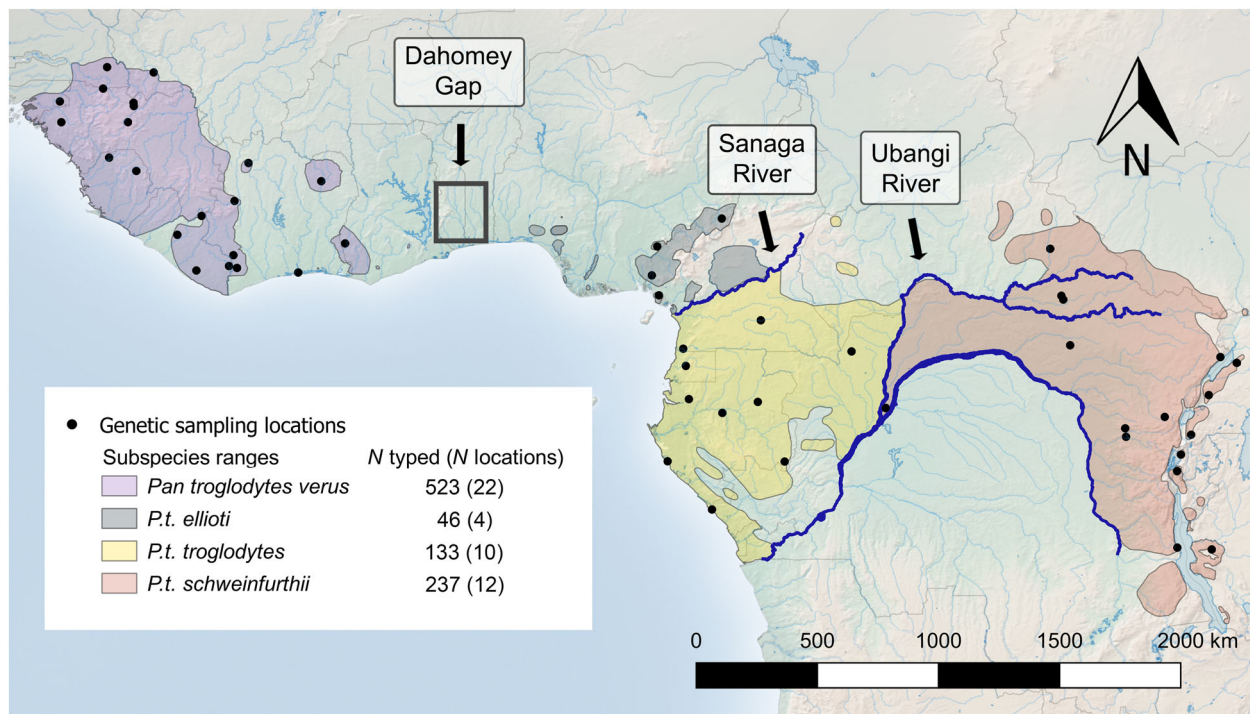 Dahomey
Gap
Sanaga
River
Ubangi
River
N
Genetic sampling locations
Subspecies ranges
N typed (N locations)
Pan troglodytes verus 523 (22)
P.t. ellioti 46 (4)
P.t. troglodytes 133 (10)
P.t. schweinfurthii 237 (12)
0 500 1000 1500 2000 km